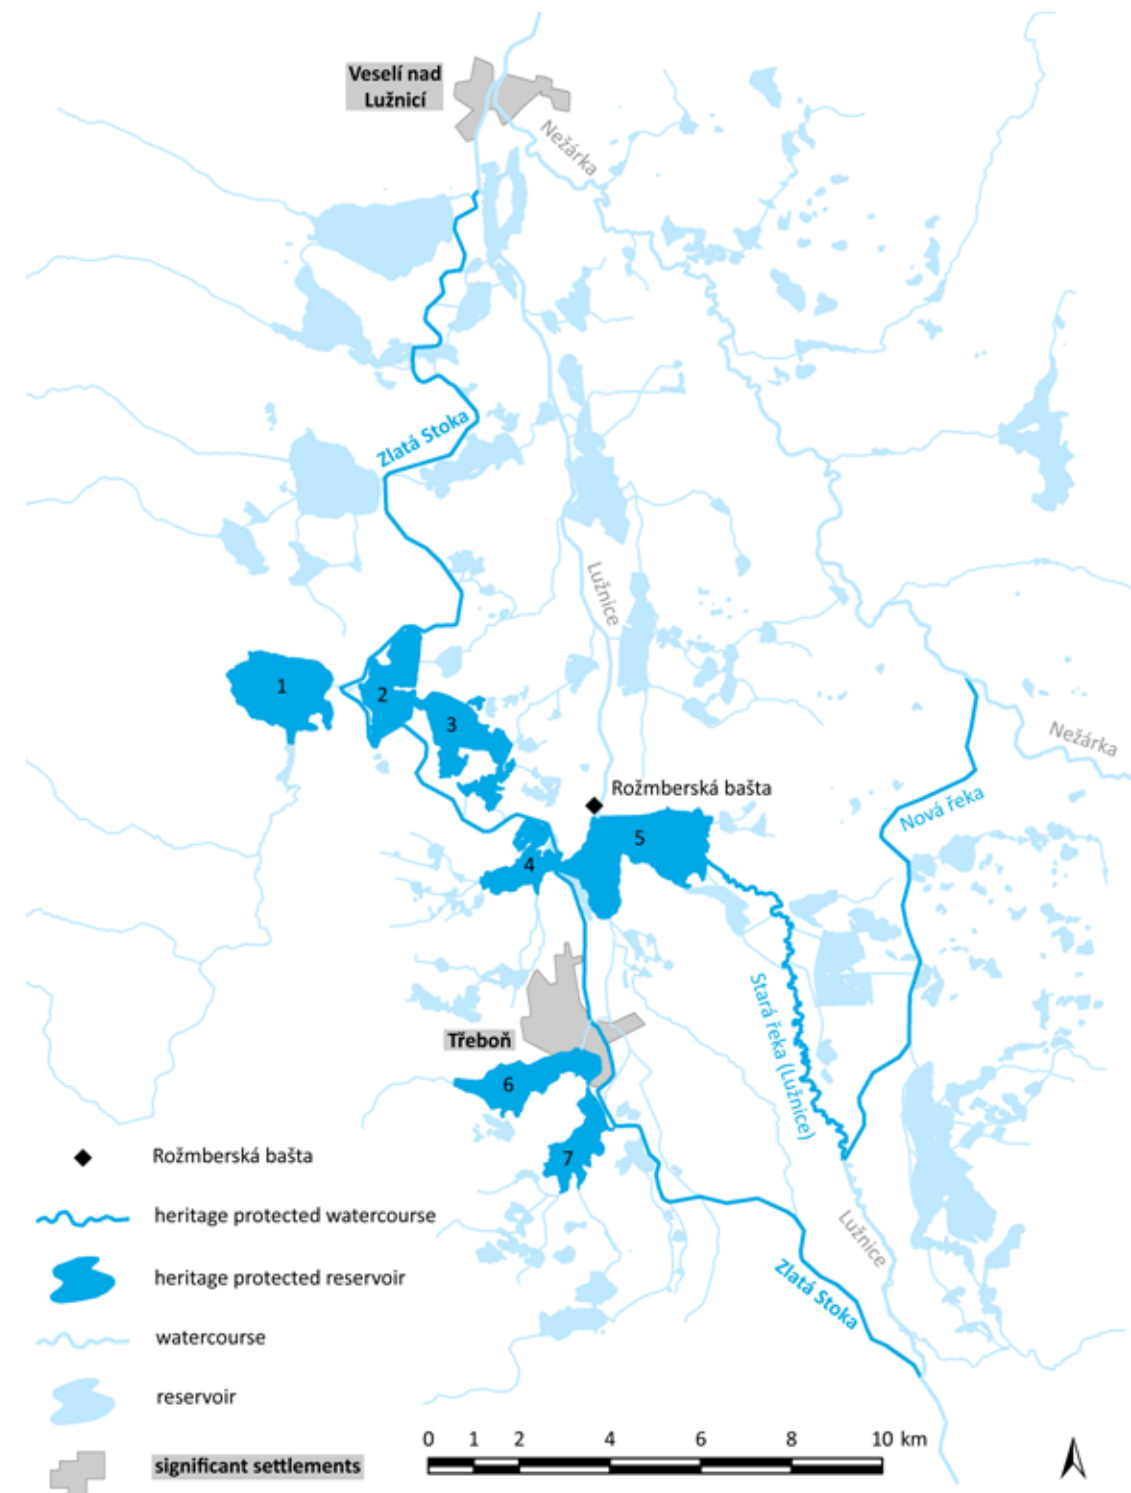 Veselí nad
Lužnicí
Nežárka
Zlatá Stoka
Lužnice
1
2
3
Nežárka
Rožmberská bašta
Nová řeka
5
4
Stará řeka (Lužnice)
Třeboň
6
7
Lužnice
Zlatá Stoka
Rožmberská bašta
heritage protected watercourse
heritage protected reservoir
watercourse
reservoir
significant settlements
0 1 2 4 6 8 10 km